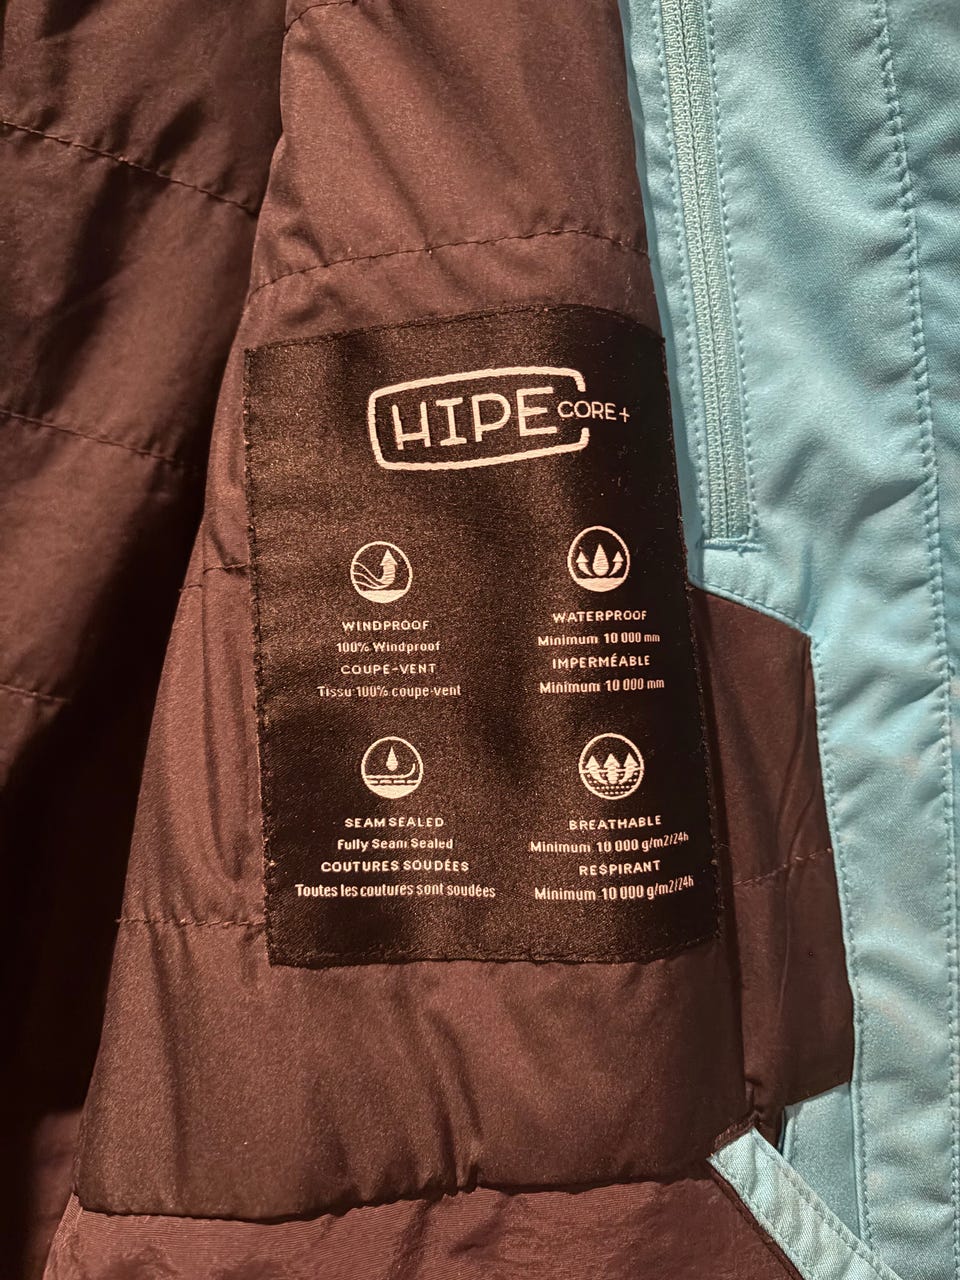 HIPE CORE+
WINDPROOF
100% Windproof
COUPE-VENT
Tissu 100% coupe-vent
WATERPROOF
Minimum 10 000 mm
IMPERMÉABLE
Minimum 10 000 mm
SEAM SEALED
Fully Seam Sealed
COUTURES SOUDÉES
Toutes les coutures sont soudées
BREATHABLE
Minimum 10 000 g/m2/24h
RESPIRANT
Minimum 10 000 g/m2/24h